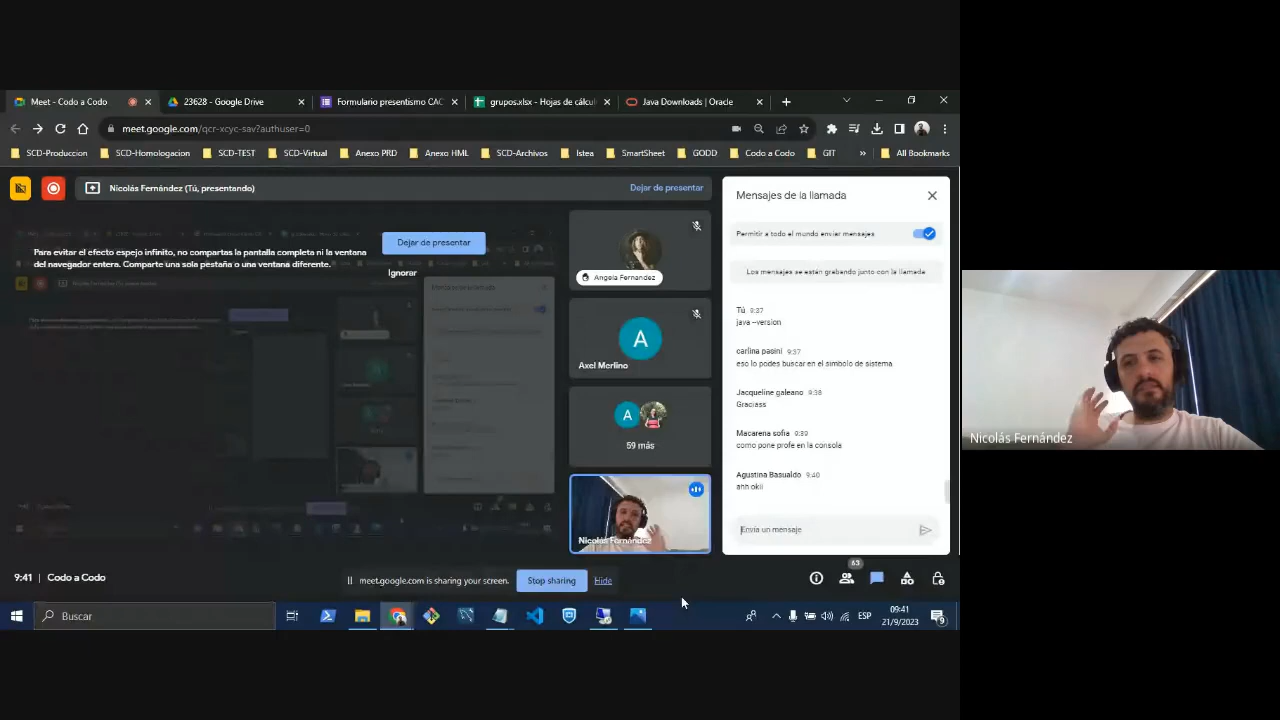 Meet - Codo a Codo
23628 - Google Drive
Formulario presentismo CAC
grupos.xlsx - Hojas de cálcu
Java Downloads | Oracle
meet.google.com/qcr-xcyc-sav?authuser=0
SCD-Produccion
SCD-Homologacion
SCD-TEST
SCD-Virtual
Anexo PRD
Anexo HML
SCD-Archivos
Istea
SmartSheet
GODD
Codo a Codo
GIT
»
All Bookmarks
Nicolás Fernández (Tú, presentando)
Dejar de presentar
Para evitar el efecto espejo infinito, no compartas la pantalla completa ni la ventana
del navegador entera. Comparte una sola pestaña o una ventana diferente.
Dejar de presentar
Ignorar
Angela Fernandez
A
Axel Merlino
A
59 más
Nicolás Fernández
Mensajes de la llamada
Permitir a todo el mundo enviar mensajes
Los mensajes se están grabando junto con la llamada
Tú 9:37
java --version
carlina pasini 9:37
eso lo podes buscar en el simbolo de sistema
Jacqueline galeano 9:38
Graciass
Macarena sofia 9:39
como pone profe en la consola
Agustina Basualdo 9:40
ahh okii
Envía un mensaje
9:41 | Codo a Codo
meet.google.com is sharing your screen.
Stop sharing
Hide
63
Buscar
ESP
09:41
21/9/2023
9
Nicolás Fernández